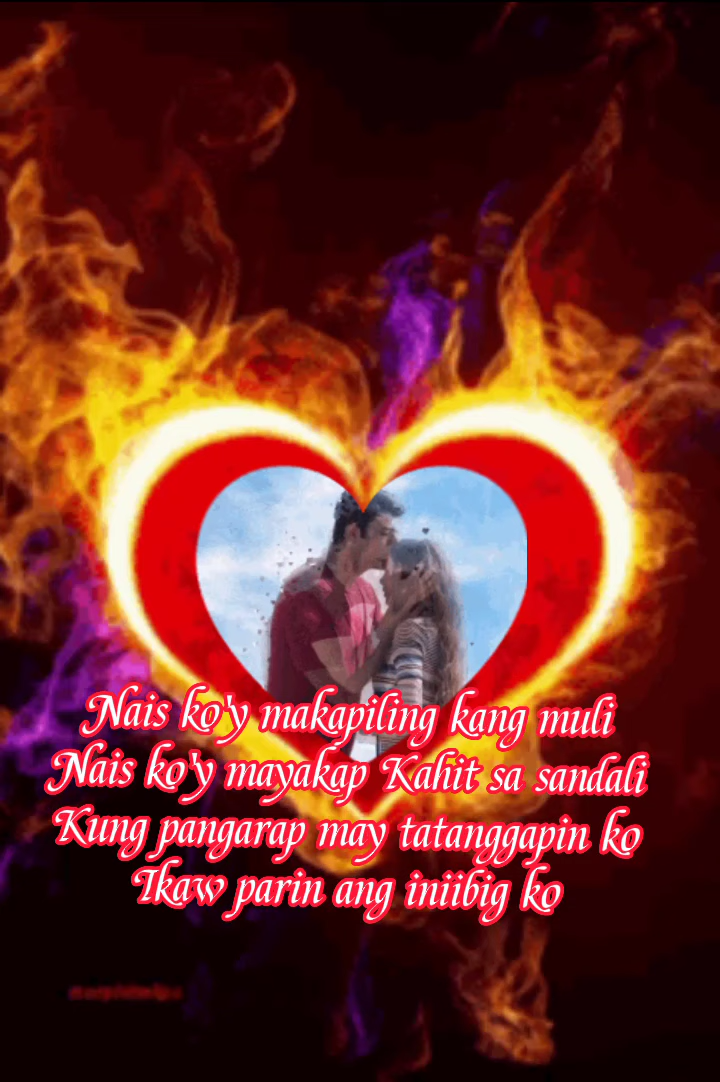 Nais ko'y makapiling kang muli
Nais ko'y mayakap Kahit sa sandali
Kung pangarap may tatanggapin ko
Ikaw parin ang iniibig ko